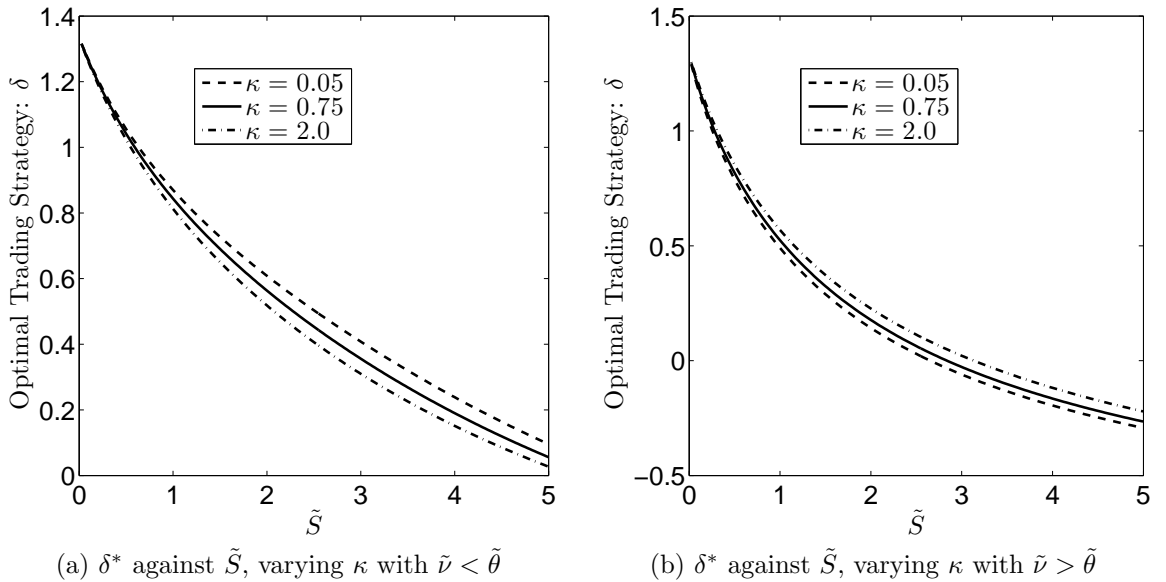 Optimal Trading Strategy: δ
1.4
1.2
1
0.8
0.6
0.4
0.2
0
0 1 2 3 4 5
S̃
κ = 0.05
κ = 0.75
κ = 2.0
(a) δ* against S̃, varying κ with ν̃ < θ̃
Optimal Trading Strategy: δ
1.5
1
0.5
0
−0.5
0 1 2 3 4 5
S̃
κ = 0.05
κ = 0.75
κ = 2.0
(b) δ* against S̃, varying κ with ν̃ > θ̃